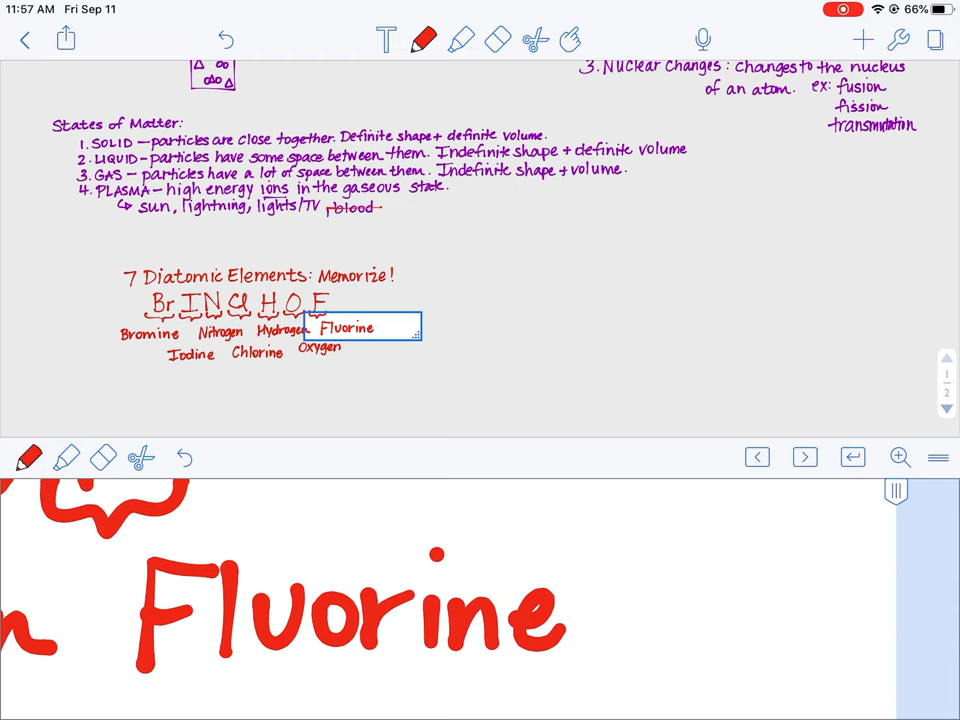 11:57 AM Fri Sep 11
66%
T
3. Nuclear Changes: Changes to the nucleus
of an atom. ex: fusion
fission
transmutation
States of Matter:
1. SOLID — particles are close together. Definite shape + definite volume.
2. LIQUID — particles have some space between them. Indefinite shape + definite volume
3. GAS — particles have a lot of space between them. Indefinite shape + volume.
4. PLASMA — high energy ions in the gaseous state.
↳ sun, lightning, lights/TV, blood
7 Diatomic Elements: Memorize!
Br I N Cl H O F
Bromine Nitrogen Hydrogen Fluorine
Iodine Chlorine Oxygen
1
2
n Fluorine